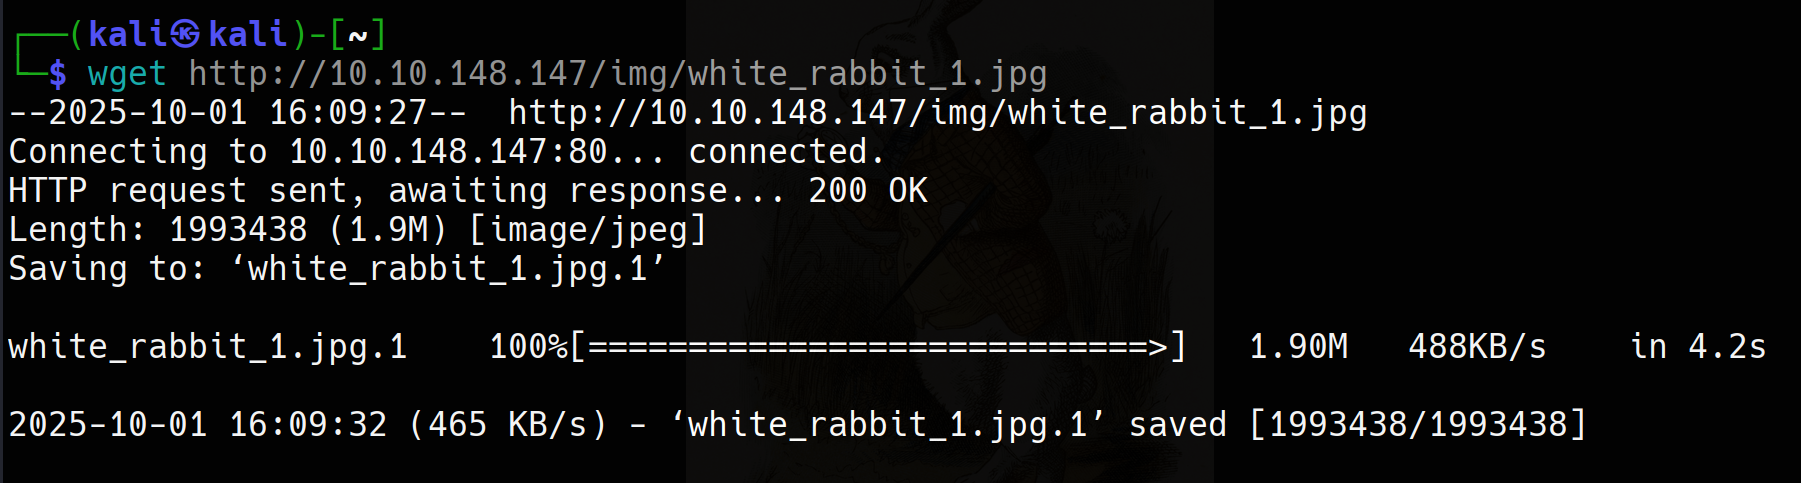 ┌──(kali㉿kali)-[~]
└─$ wget http://10.10.148.147/img/white_rabbit_1.jpg
--2025-10-01 16:09:27--  http://10.10.148.147/img/white_rabbit_1.jpg
Connecting to 10.10.148.147:80... connected.
HTTP request sent, awaiting response... 200 OK
Length: 1993438 (1.9M) [image/jpeg]
Saving to: ‘white_rabbit_1.jpg.1’
white_rabbit_1.jpg.1    100%[============================>]   1.90M   488KB/s    in 4.2s
2025-10-01 16:09:32 (465 KB/s) - ‘white_rabbit_1.jpg.1’ saved [1993438/1993438]